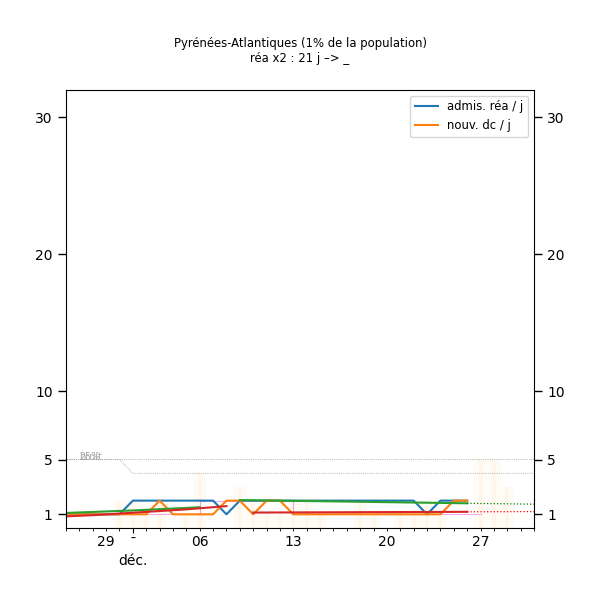 Pyrénées-Atlantiques (1% de la population)
réa x2 : 21 j –> _
admis. réa / j
nouv. dc / j
30 30
20 20
10 10
5 5
1 1
29 - 06 13 20 27
déc.